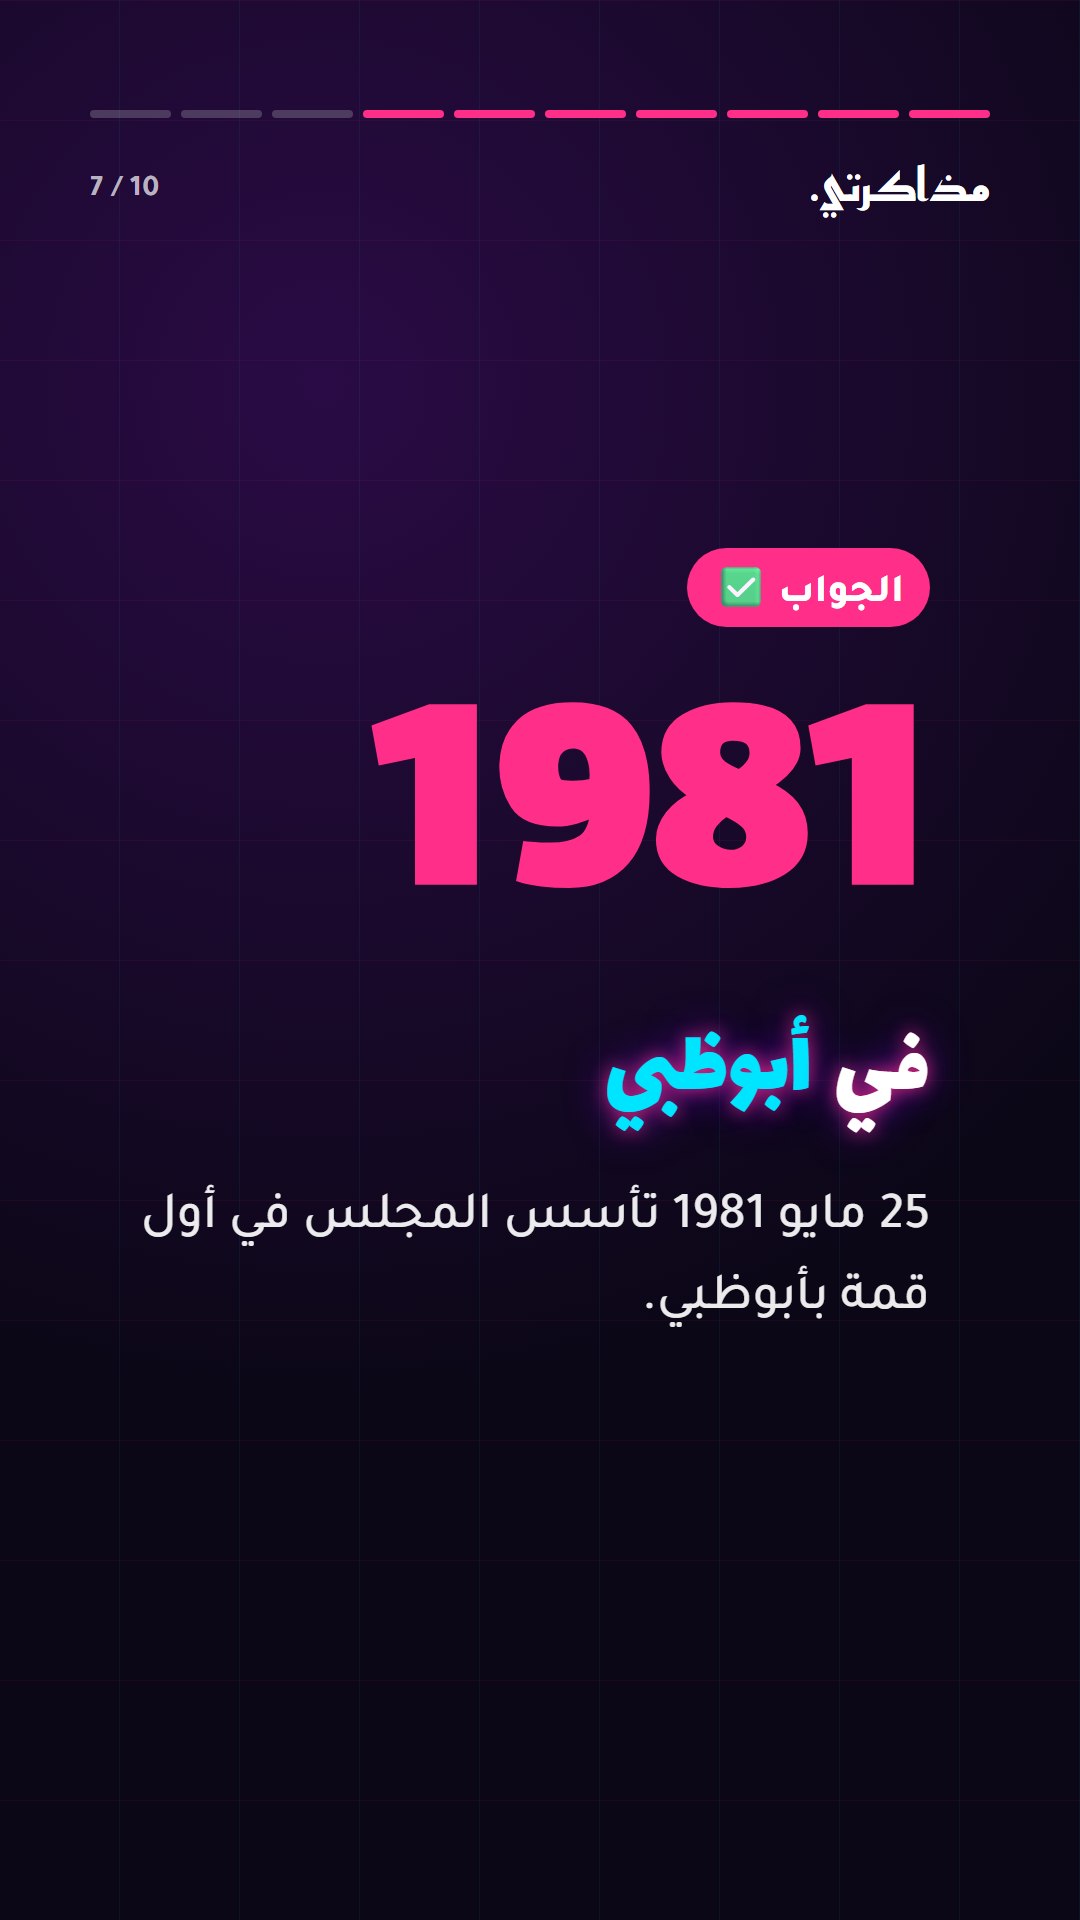 مذاكرتي.
7 / 10
الجواب ✅
1981
في أبوظبي
25 مايو 1981 تأسس المجلس في أول
قمة بأبوظبي.